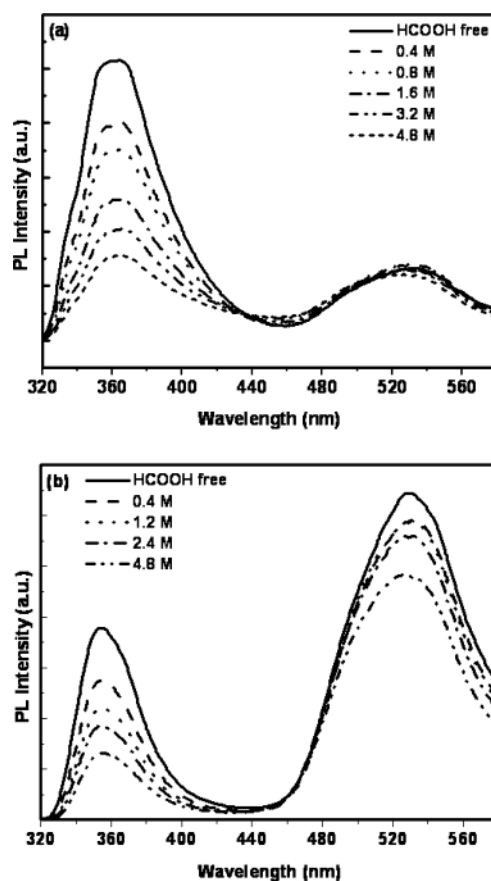 (a)
HCOOH free
0.4 M
0.8 M
1.6 M
3.2 M
4.8 M
PL Intensity (a.u.)
320 360 400 440 480 520 560
Wavelength (nm)
(b)
HCOOH free
0.4 M
1.2 M
2.4 M
4.8 M
PL Intensity (a.u.)
320 360 400 440 480 520 560
Wavelength (nm)